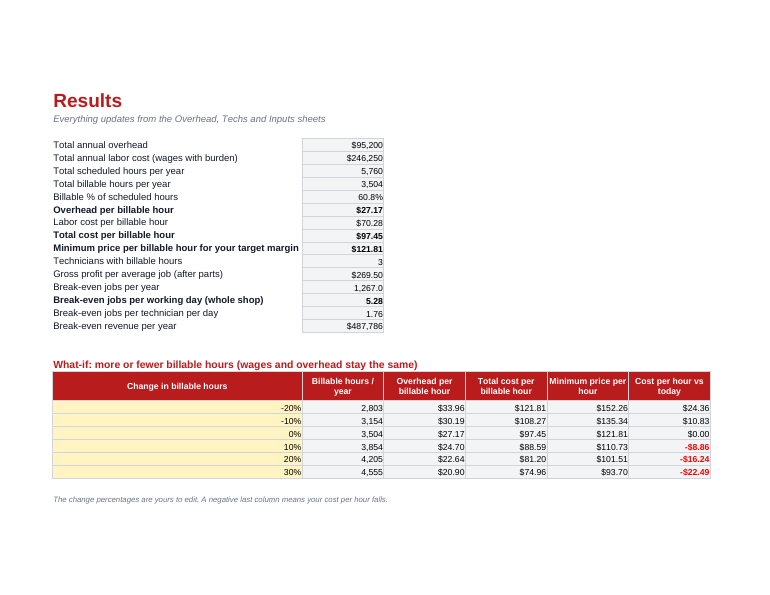 Results
Everything updates from the Overhead, Techs and Inputs sheets
Total annual overhead $95,200
Total annual labor cost (wages with burden) $246,250
Total scheduled hours per year 5,760
Total billable hours per year 3,504
Billable % of scheduled hours 60.8%
Overhead per billable hour $27.17
Labor cost per billable hour $70.28
Total cost per billable hour $97.45
Minimum price per billable hour for your target margin $121.81
Technicians with billable hours 3
Gross profit per average job (after parts) $269.50
Break-even jobs per year 1,267.0
Break-even jobs per working day (whole shop) 5.28
Break-even jobs per technician per day 1.76
Break-even revenue per year $487,786
What-if: more or fewer billable hours (wages and overhead stay the same)
Change in billable hours Billable hours / year Overhead per billable hour Total cost per billable hour Minimum price per hour Cost per hour vs today
-20% 2,803 $33.96 $121.81 $152.26 $24.36
-10% 3,154 $30.19 $108.27 $135.34 $10.83
0% 3,504 $27.17 $97.45 $121.81 $0.00
10% 3,854 $24.70 $88.59 $110.73 -$8.86
20% 4,205 $22.64 $81.20 $101.51 -$16.24
30% 4,555 $20.90 $74.96 $93.70 -$22.49
The change percentages are yours to edit. A negative last column means your cost per hour falls.